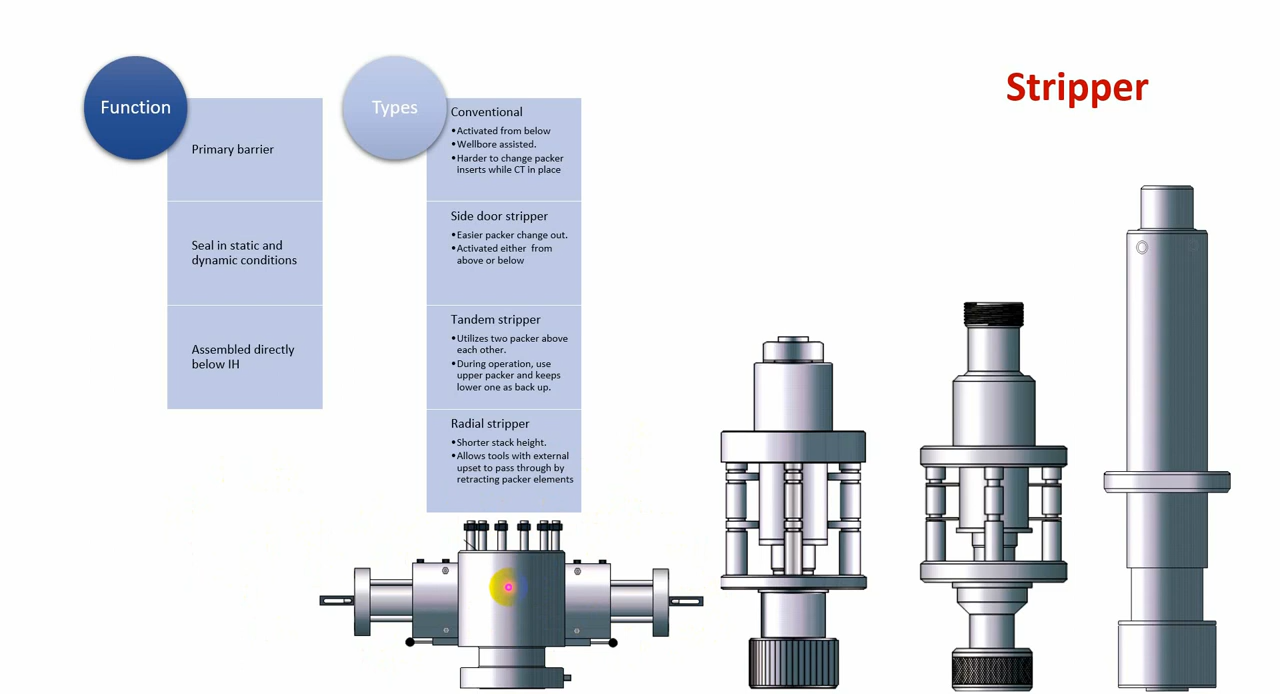 Stripper
Function
Primary barrier
Seal in static and
dynamic conditions
Assembled directly
below IH
Types
Conventional
•Activated from below
•Wellbore assisted.
•Harder to change packer
inserts while CT in place
Side door stripper
•Easier packer change out.
•Activated either from
above or below
Tandem stripper
•Utilizes two packer above
each other.
•During operation, use
upper packer and keeps
lower one as back up.
Radial stripper
•Shorter stack height.
•Allows tools with external
upset to pass through by
retracting packer elements